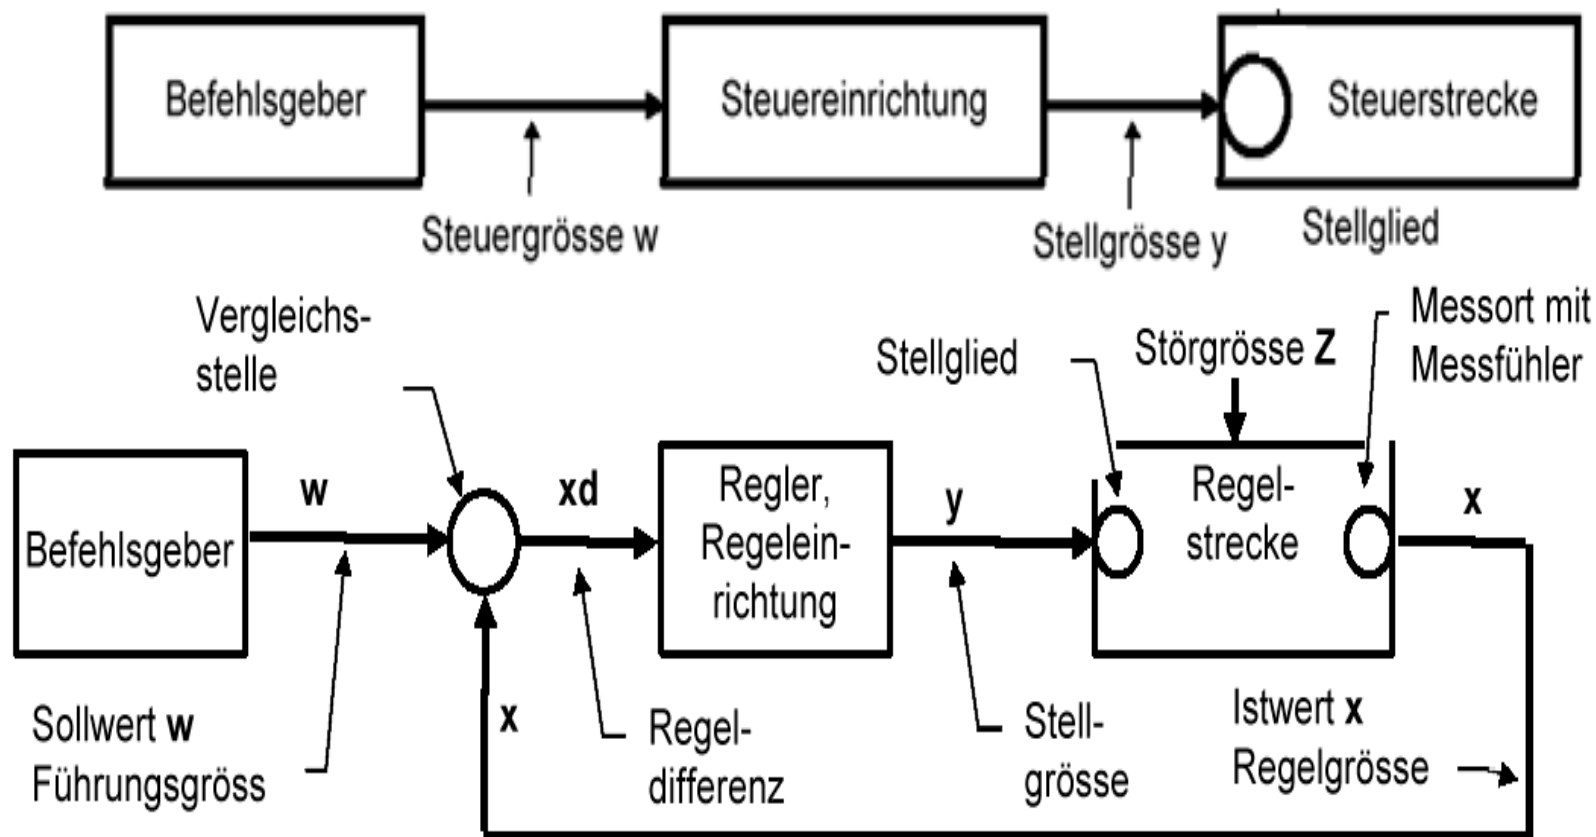 Befehlsgeber
Steuereinrichtung
Steuerstrecke
Steuergrösse w
Stellgrösse y
Stellglied
Vergleichs-
stelle
Stellglied
Störgrösse Z
Messort mit
Messfühler
Befehlsgeber
w
xd
Regler,
Regelein-
richtung
y
Regel-
strecke
x
Sollwert w
Führungsgröss
x
Regel-
differenz
Stell-
grösse
Istwert x
Regelgrösse